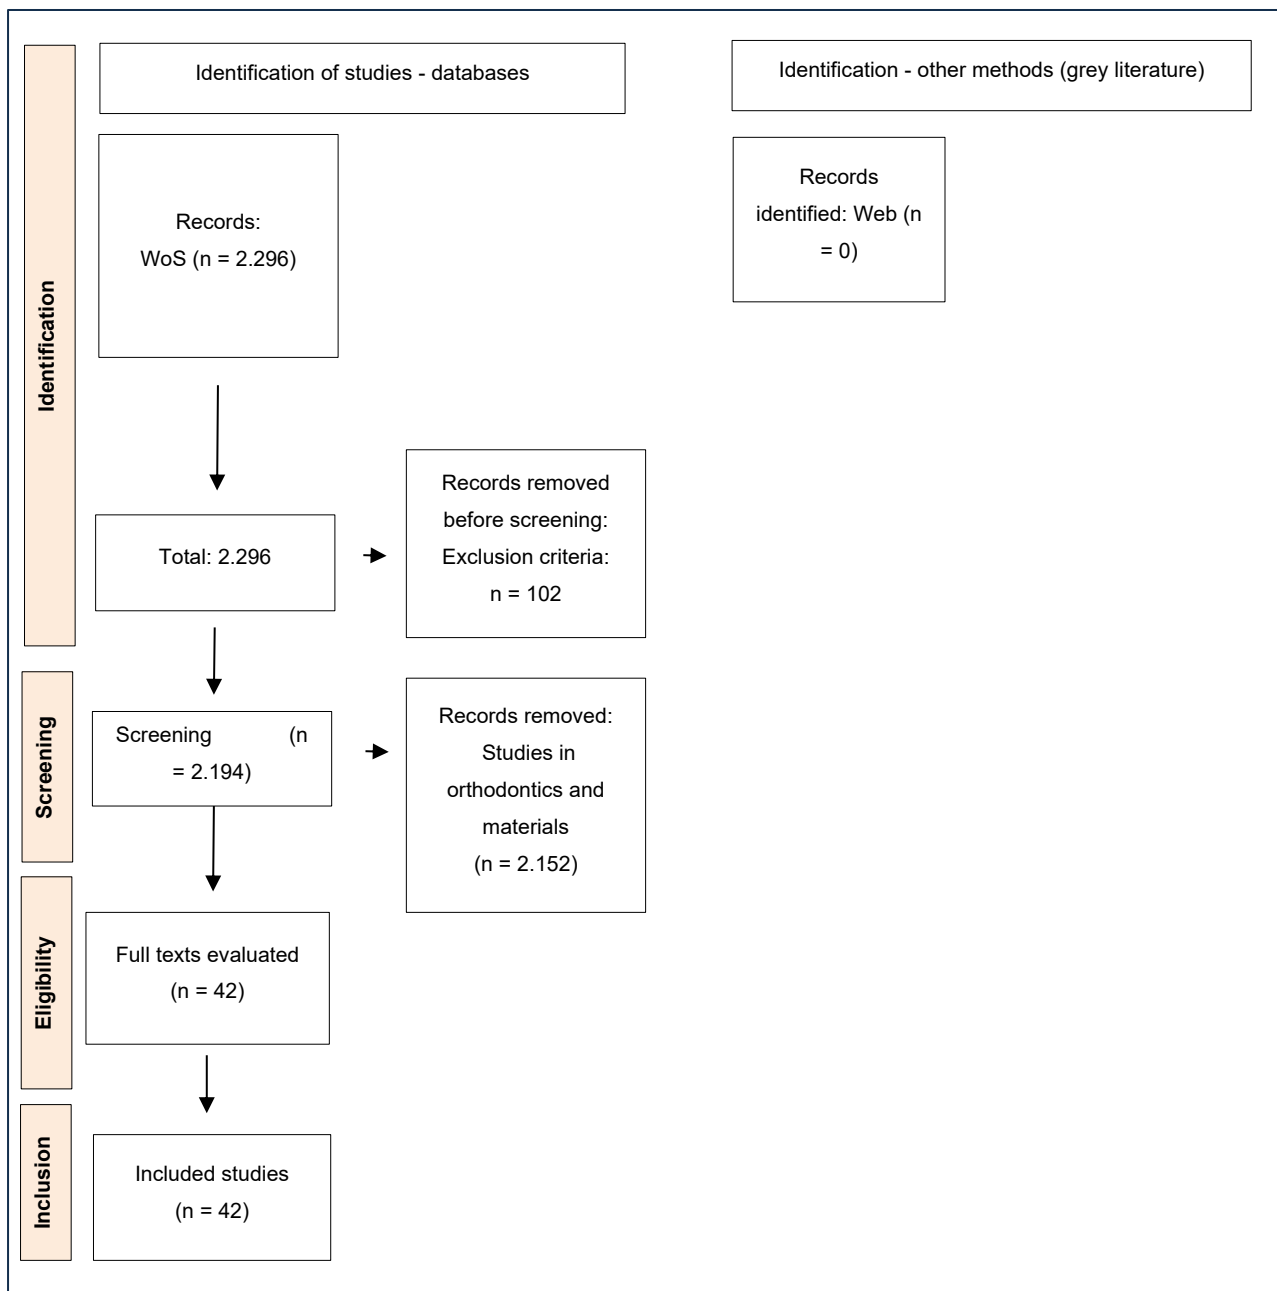 Identification of studies - databases
Identification - other methods (grey literature)
Identification
Records:
WoS (n = 2.296)
Records
identified: Web (n
= 0)
Total: 2.296
Records removed
before screening:
Exclusion criteria:
n = 102
Screening
Screening (n
= 2.194)
Records removed:
Studies in
orthodontics and
materials
(n = 2.152)
Eligibility
Full texts evaluated
(n = 42)
Inclusion
Included studies
(n = 42)